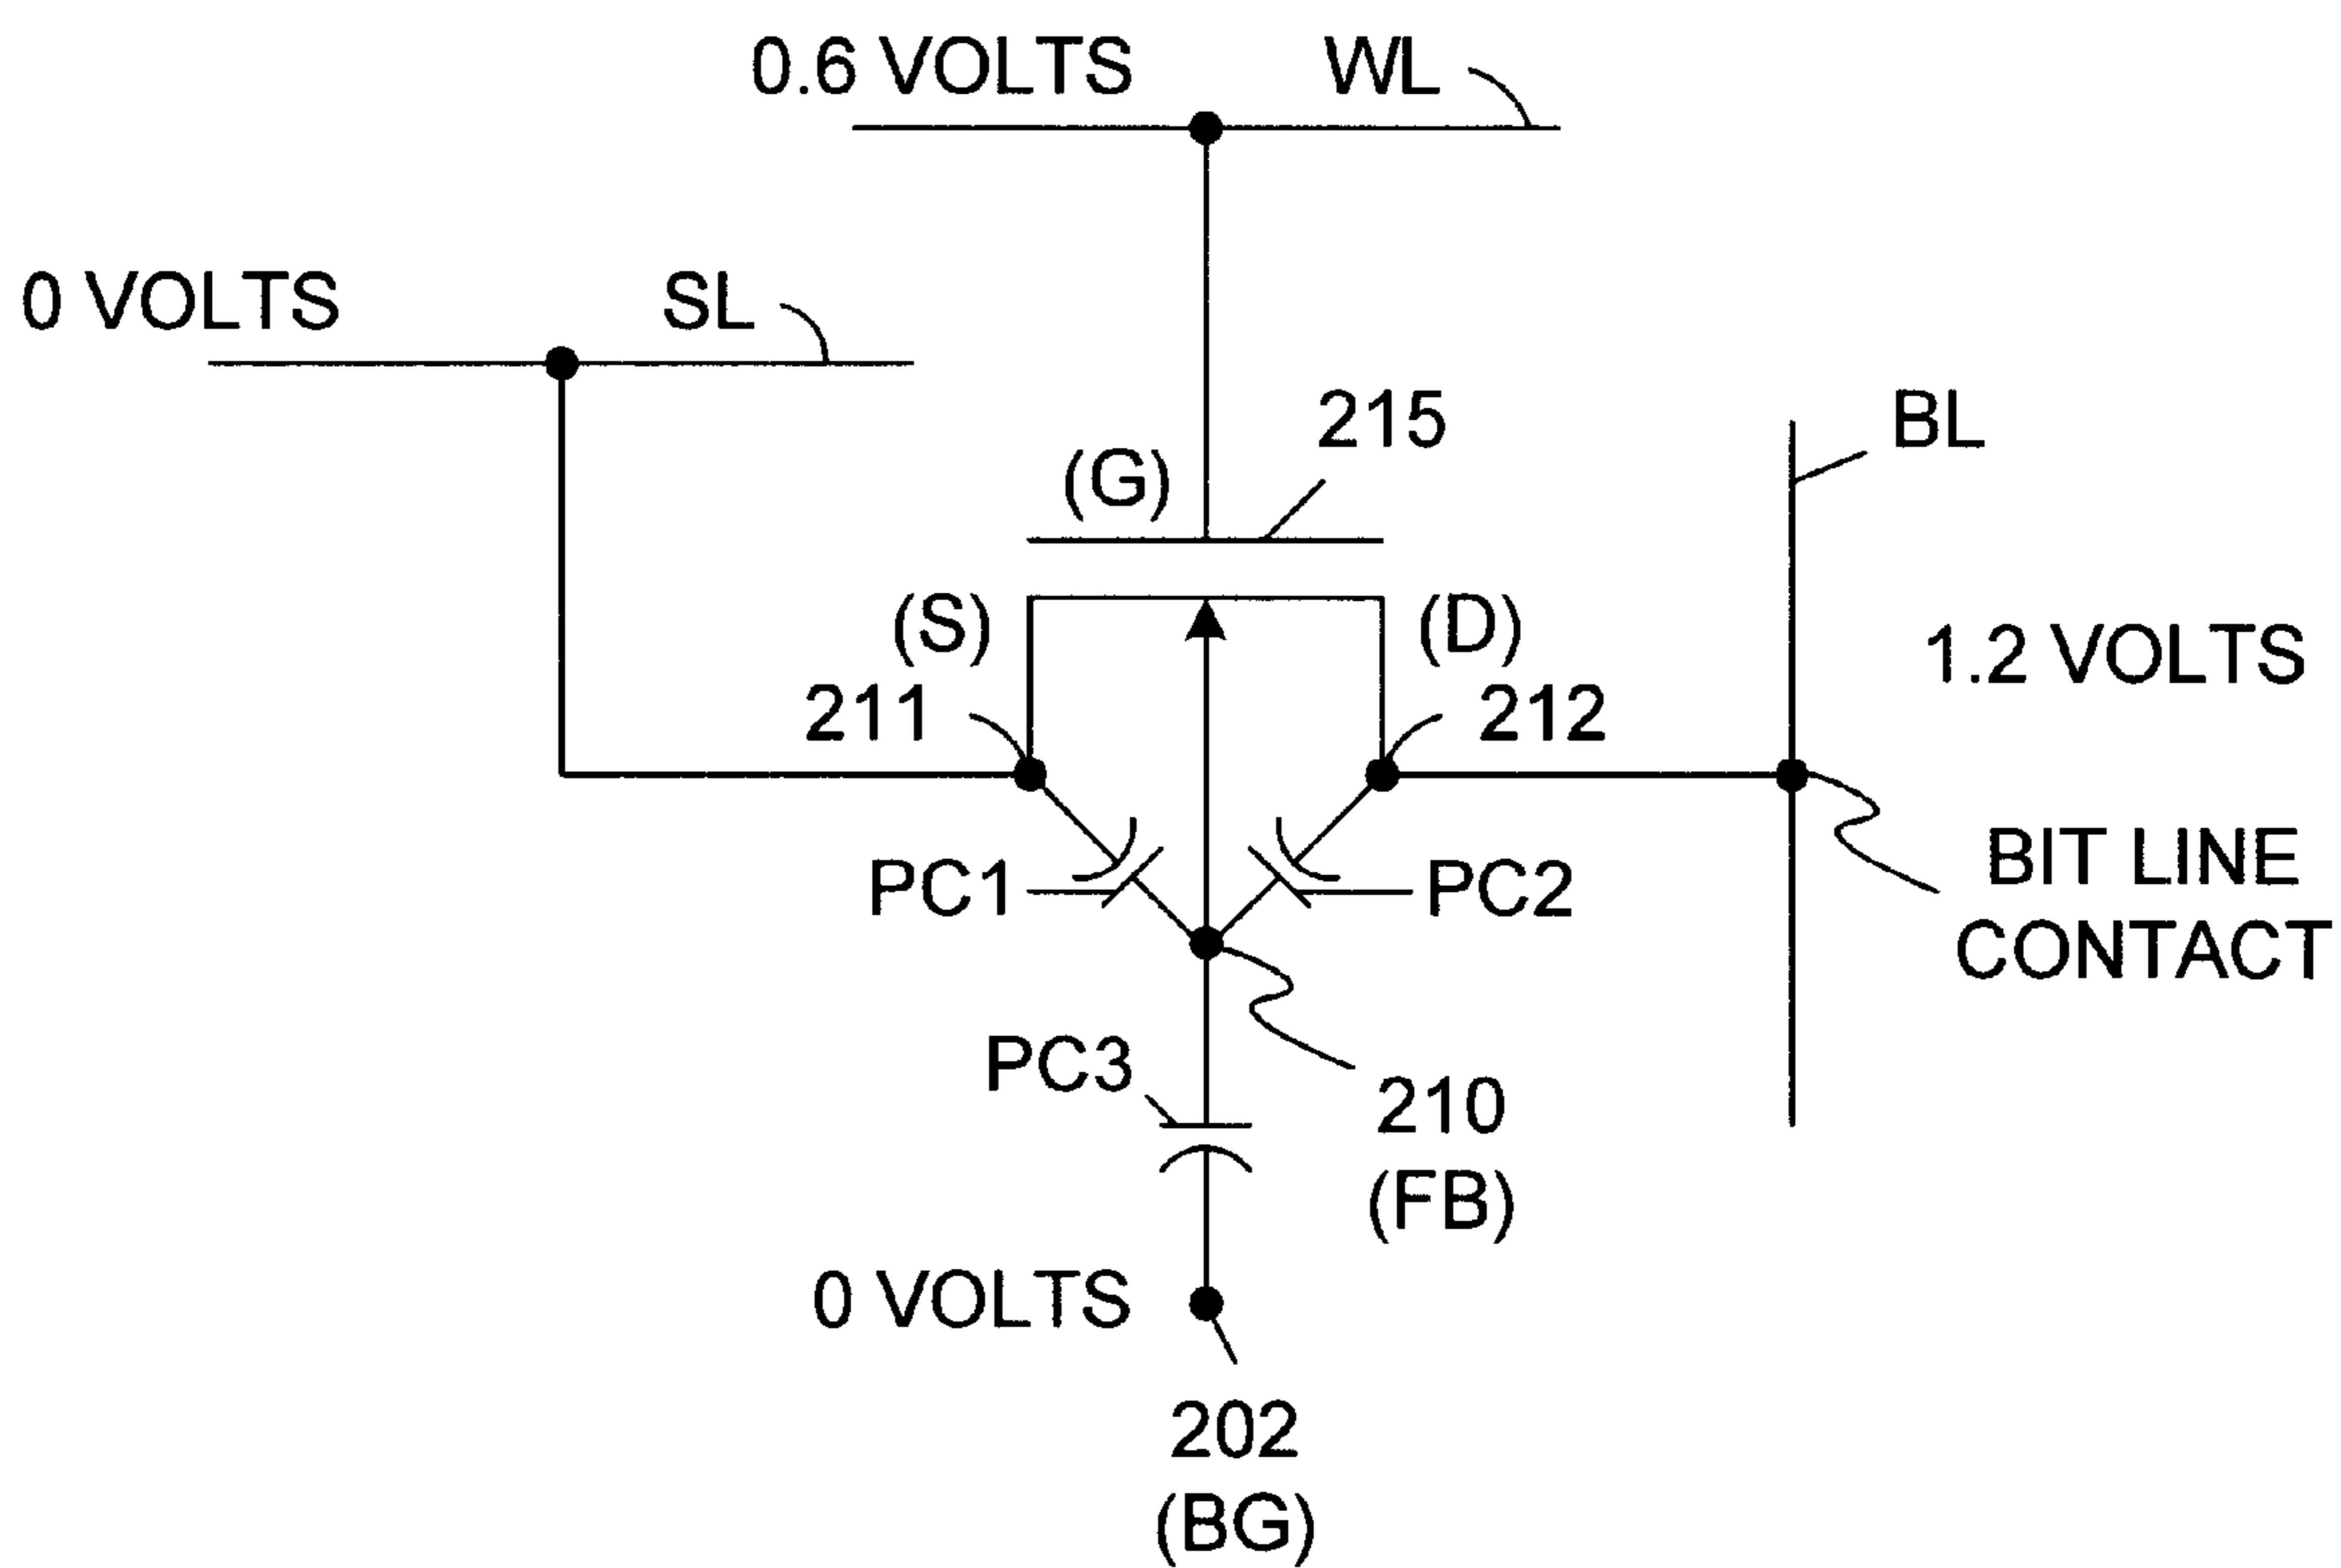 0.6 VOLTS WL
0 VOLTS SL
215
BL
(G)
(S)
(D)
1.2 VOLTS
211
212
PC1
PC2
BIT LINE
CONTACT
PC3
210
(FB)
0 VOLTS
202
(BG)